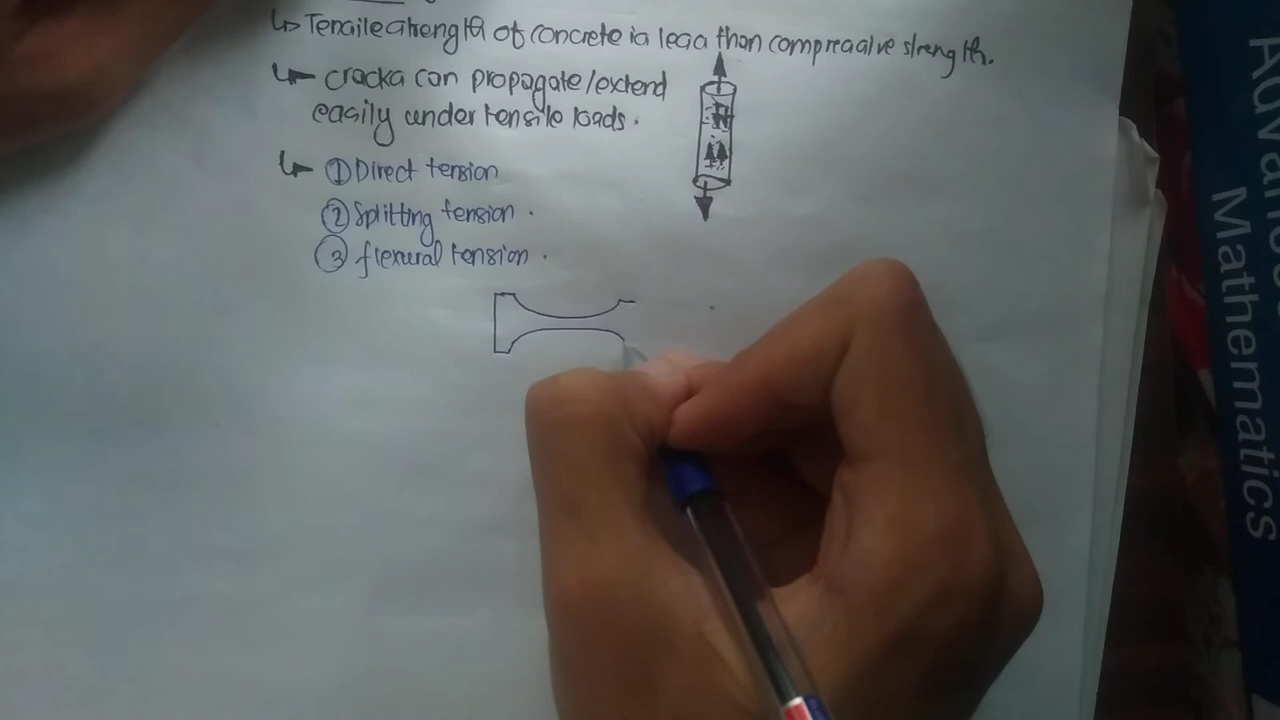 ↳ Tensile strength of concrete is less than compressive strength.
↳ cracks can propagate/extend
easily under tensile loads.
↳ ① Direct tension
② Splitting tension.
③ flexural tension.
Mathematics